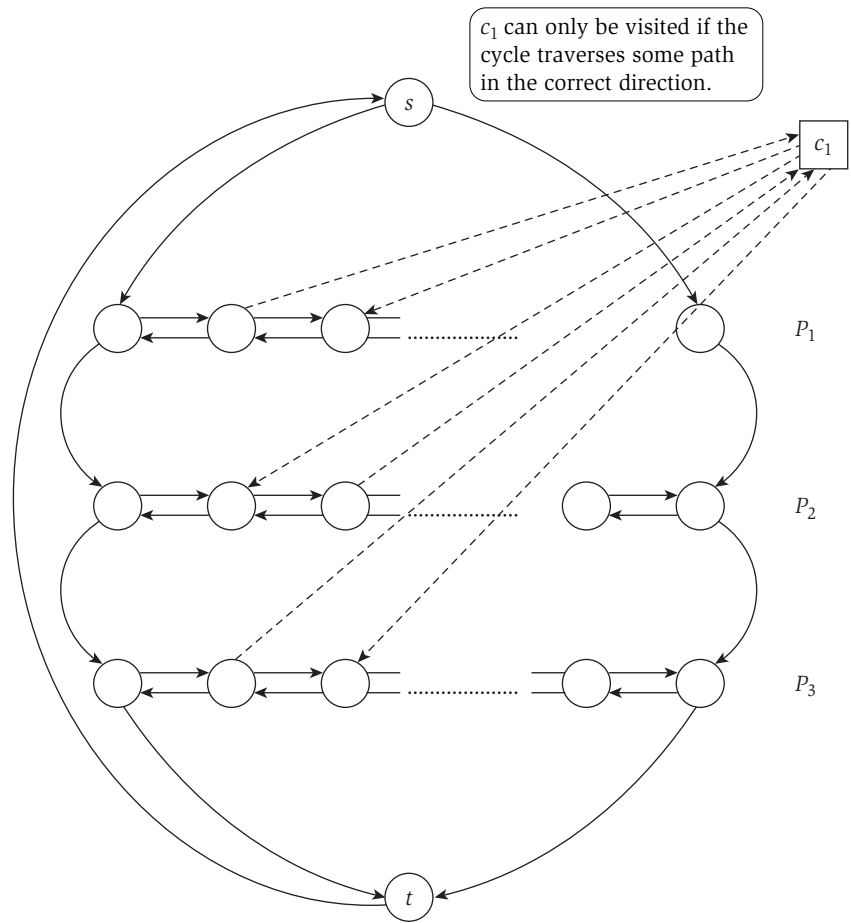 c₁ can only be visited if the
cycle traverses some path
in the correct direction.
s
c₁
P₁
P₂
P₃
t